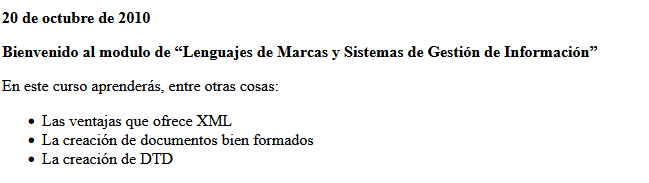 20 de octubre de 2010
Bienvenido al modulo de “Lenguajes de Marcas y Sistemas de Gestión de Información”
En este curso aprenderás, entre otras cosas:
• Las ventajas que ofrece XML
• La creación de documentos bien formados
• La creación de DTD